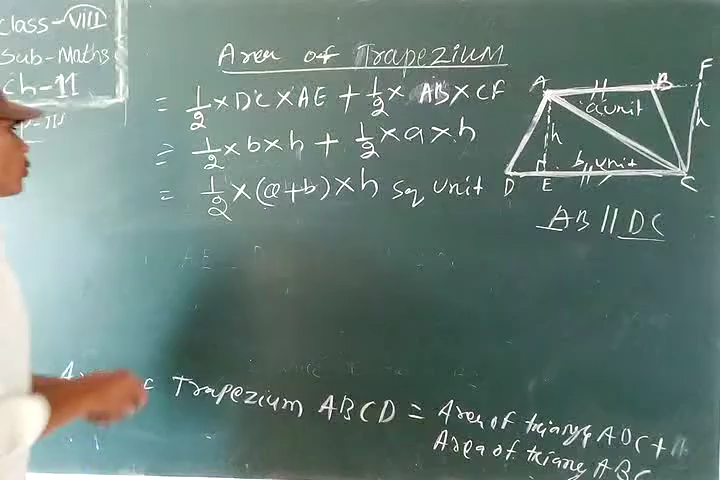 Class-VIII
Sub-Maths
Ch-11
Area of Trapezium
= 1/2 × DC × AE + 1/2 × AB × CF
= 1/2 × b × h + 1/2 × a × h
= 1/2 × (a+b) × h Sq unit
A B F
a unit
h h
b unit
D E C
AB || DC
Trapezium ABCD = Area of triangle ADC +
Area of triang ABC